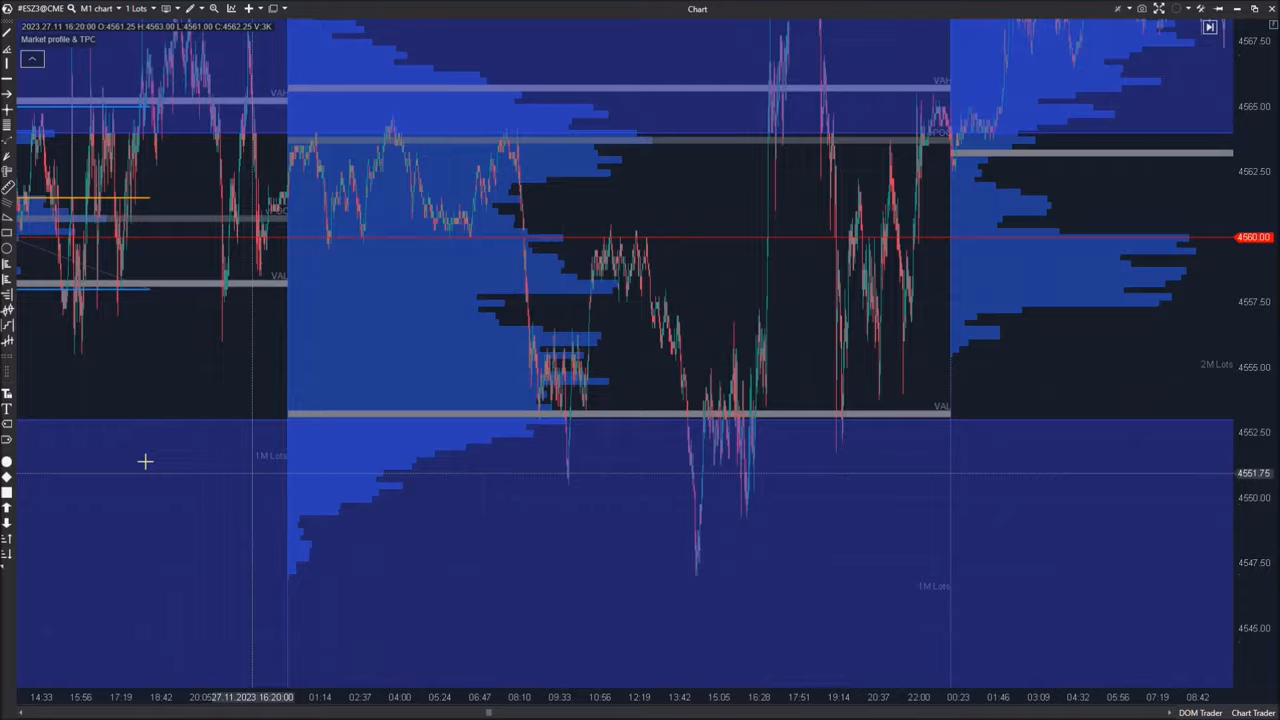 #ESZ3@CME M1 chart 1 Lots Chart
2023.27.11 16:20:00 O:4561.25 H:4563.00 L:4561.00 C:4562.25 V:3K
Market profile & TPC
4567.50
VAH VAH
4565.00
VPOC
4562.50
VPOC
4560.00
VAL
4557.50
2M Lots 4555.00
VAL
4552.50
1M Lots
4551.75
4550.00
4547.50
1M Lots
4545.00
14:33 15:56 17:19 18:42 20:05 27.11.2023 16:20:00 01:14 02:37 04:00 05:24 06:47 08:10 09:33 10:56 12:19 13:42 15:05 16:28 17:51 19:14 20:37 22:00 00:23 01:46 03:09 04:32 05:56 07:19 08:42
DOM Trader Chart Trader